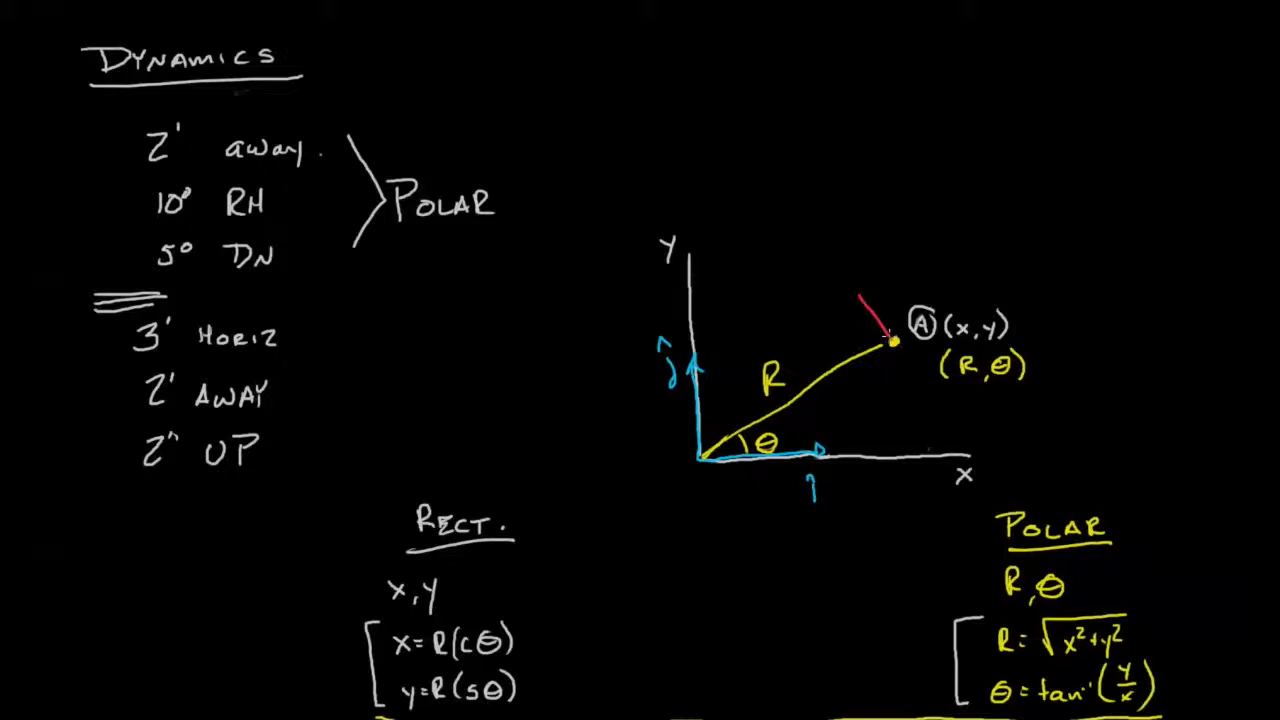 DYNAMICS
2' away.
10° RH
5° DN
POLAR
3' HORIZ
2' AWAY
2" UP
Y
A (x,y)
(R,θ)
R
ĵ
θ
X
î
RECT.
x,y
x=R(cθ)
y=R(sθ)
POLAR
R,θ
R=√x²+y²
θ=tan⁻¹(y/x)